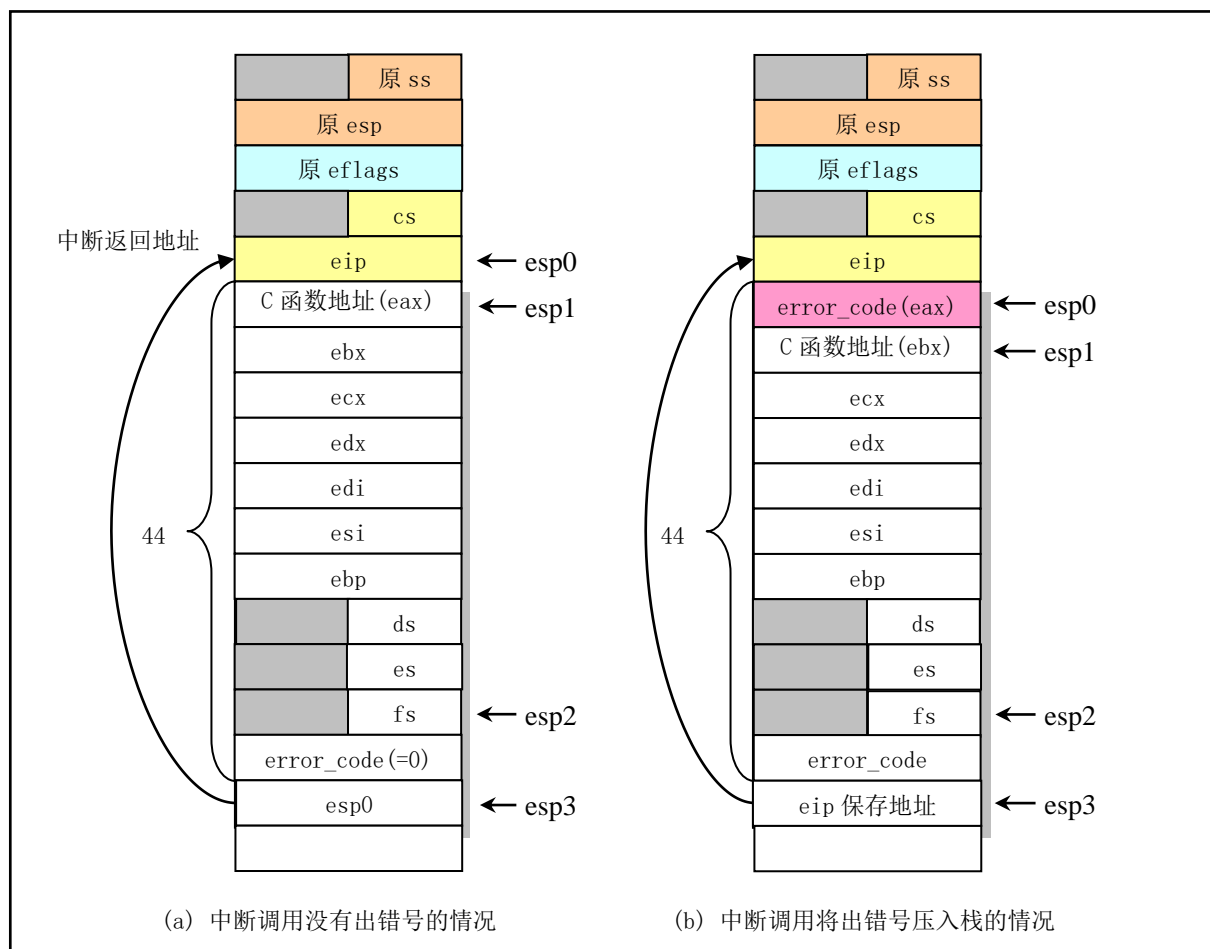 原 ss
原 esp
原 eflags
cs
中断返回地址
eip
esp0
C 函数地址(eax)
esp1
ebx
ecx
edx
edi
44
esi
ebp
ds
es
fs
esp2
error_code(=0)
esp0
esp3
(a) 中断调用没有出错号的情况
原 ss
原 esp
原 eflags
cs
eip
error_code(eax)
esp0
C 函数地址(ebx)
esp1
ecx
edx
edi
44
esi
ebp
ds
es
fs
esp2
error_code
eip 保存地址
esp3
(b) 中断调用将出错号压入栈的情况